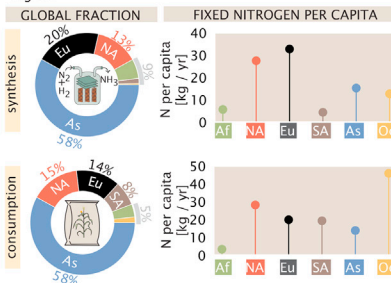 GLOBAL FRACTION
FIXED NITROGEN PER CAPITA
synthesis
20%
13%
9%
58%
Eu
NA
As
N₂
+
H₂
NH₃
N per capita
[kg / yr]
40
30
20
10
0
Af
NA
Eu
SA
As
Oc
consumption
15%
14%
8%
5%
58%
NA
Eu
SA
As
N per capita
[kg / yr]
50
40
30
20
10
0
Af
NA
Eu
SA
As
Oc